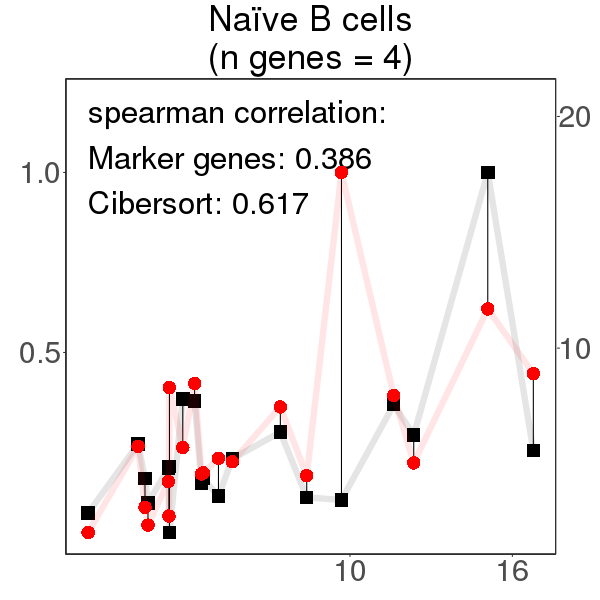 Naïve B cells
(n genes = 4)
spearman correlation:
Marker genes: 0.386
Cibersort: 0.617
1.0
0.5
20
10
10
16